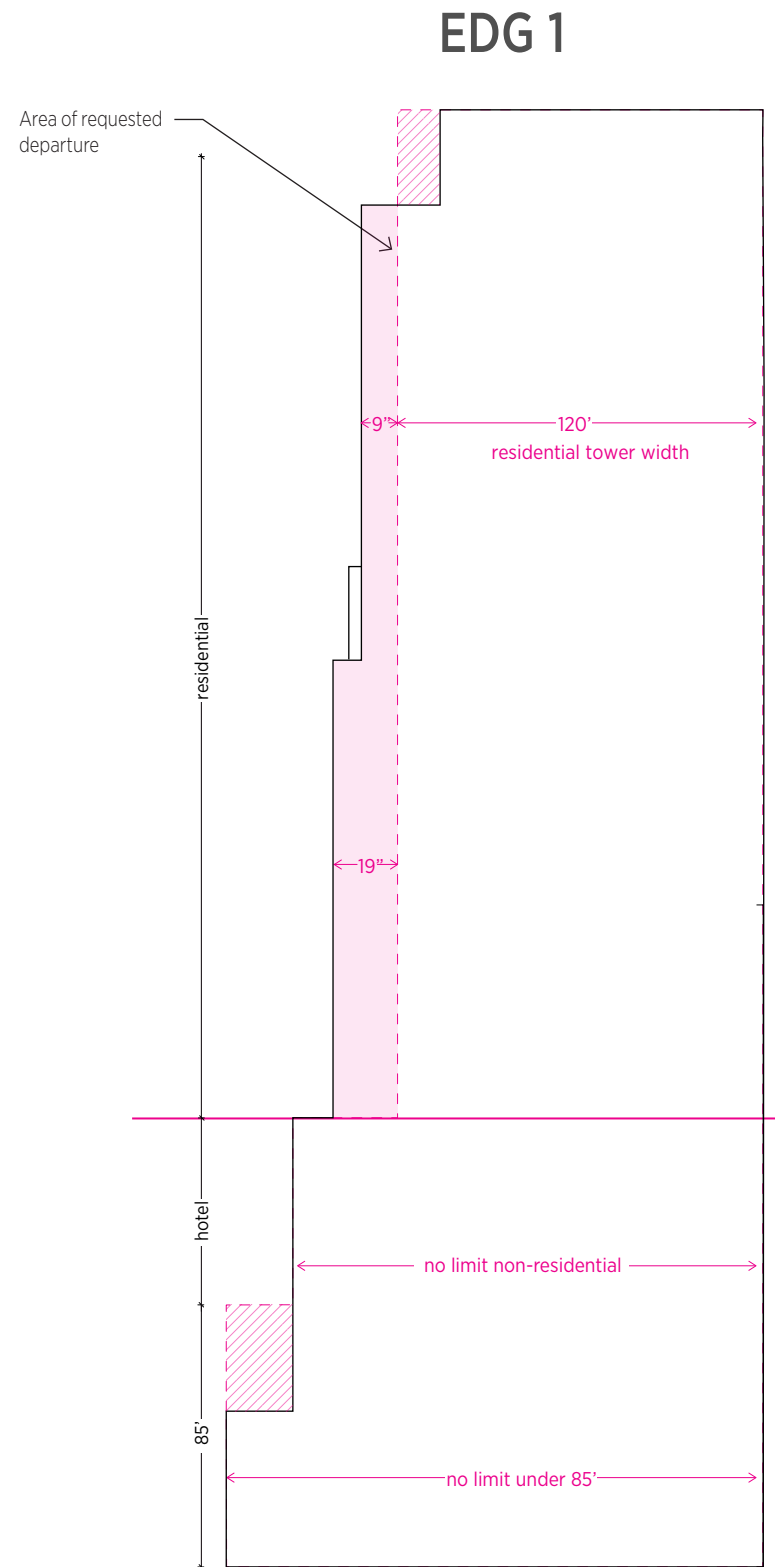 EDG 1
Area of requested
departure
9”
120’
residential tower width
residential
19”
hotel
no limit non-residential
85’
no limit under 85’